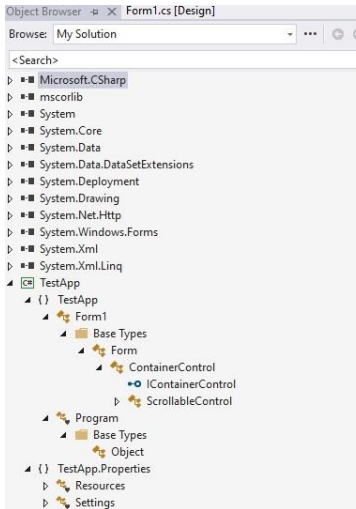 Object Browser Form1.cs [Design]
Browse: My Solution
<Search>
Microsoft.CSharp
mscorlib
System
System.Core
System.Data
System.Data.DataSetExtensions
System.Deployment
System.Drawing
System.Net.Http
System.Windows.Forms
System.Xml
System.Xml.Linq
C# TestApp
{} TestApp
Form1
Base Types
Form
ContainerControl
IContainerControl
ScrollableControl
Program
Base Types
Object
{} TestApp.Properties
Resources
Settings